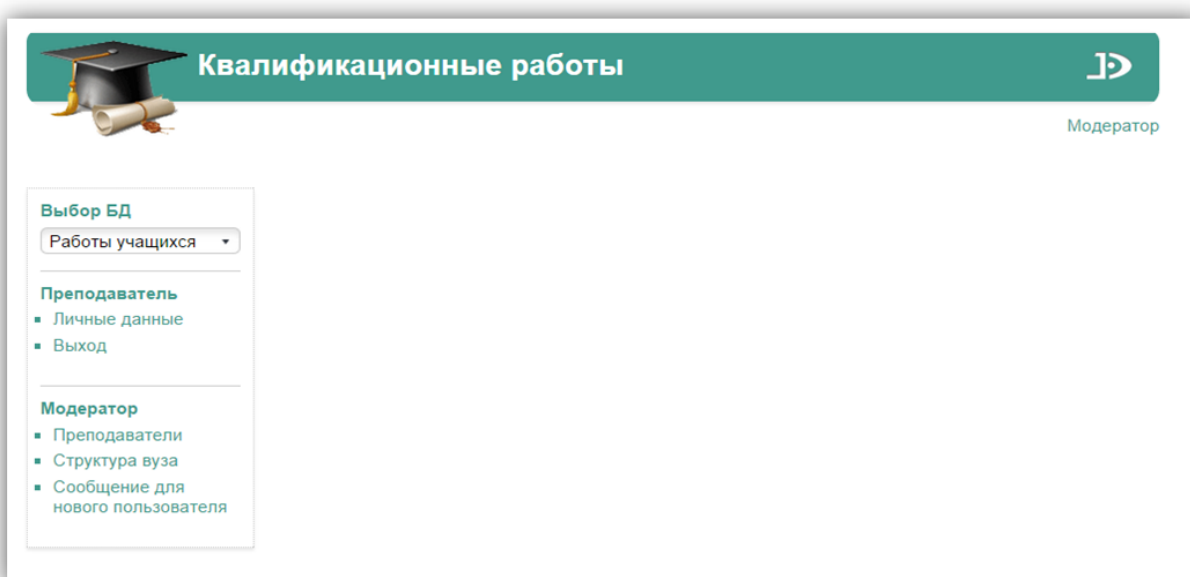 Квалификационные работы
Модератор
Выбор БД
Работы учащихся
Преподаватель
Личные данные
Выход
Модератор
Преподаватели
Структура вуза
Сообщение для
нового пользователя